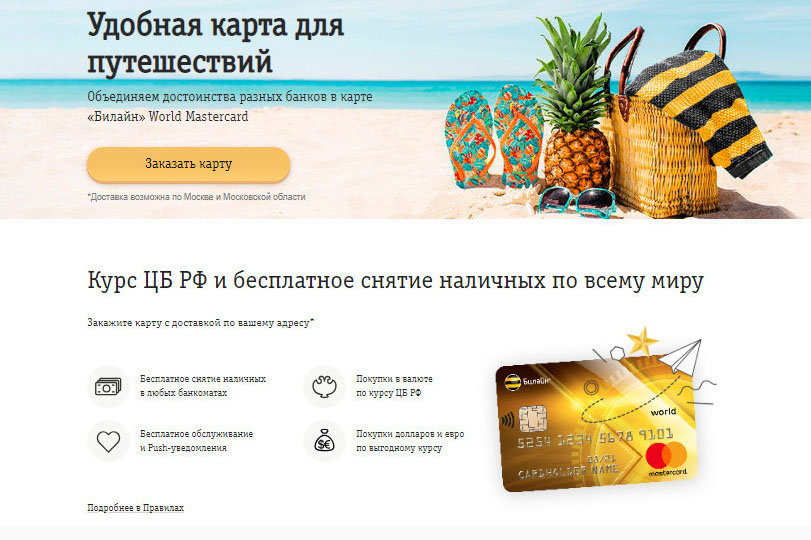 Удобная карта для
путешествий
Объединяем достоинства разных банков в карте
«Билайн» World Mastercard
Заказать карту
*Доставка возможна по Москве и Московской области
Курс ЦБ РФ и бесплатное снятие наличных по всему миру
Закажите карту с доставкой по вашему адресу*
Бесплатное снятие наличных
в любых банкоматах
Покупки в валюте
по курсу ЦБ РФ
Бесплатное обслуживание
и Push-уведомления
$€
Покупки долларов и евро
по выгодному курсу
Билайн
world
5254 1234 5678 9101
01/31
CARDHOLDER NAME
mastercard.
Подробнее в Правилах